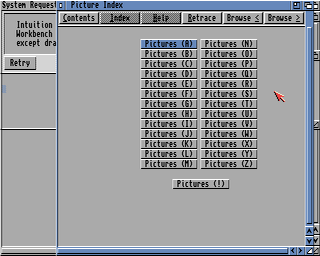 System Request
Picture Index
Intuition
Workbench
except dra
Retry
Contents Index Help Retrace Browse < Browse >
Pictures (A) Pictures (N)
Pictures (B) Pictures (O)
Pictures (C) Pictures (P)
Pictures (D) Pictures (Q)
Pictures (E) Pictures (R)
Pictures (F) Pictures (S)
Pictures (G) Pictures (T)
Pictures (H) Pictures (U)
Pictures (I) Pictures (V)
Pictures (J) Pictures (W)
Pictures (K) Pictures (X)
Pictures (L) Pictures (Y)
Pictures (M) Pictures (Z)
Pictures (!)